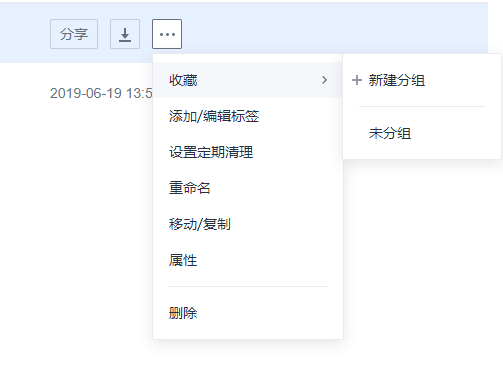 分享
收藏
新建分组
2019-06-19 13:5
添加/编辑标签
未分组
设置定期清理
重命名
移动/复制
属性
删除